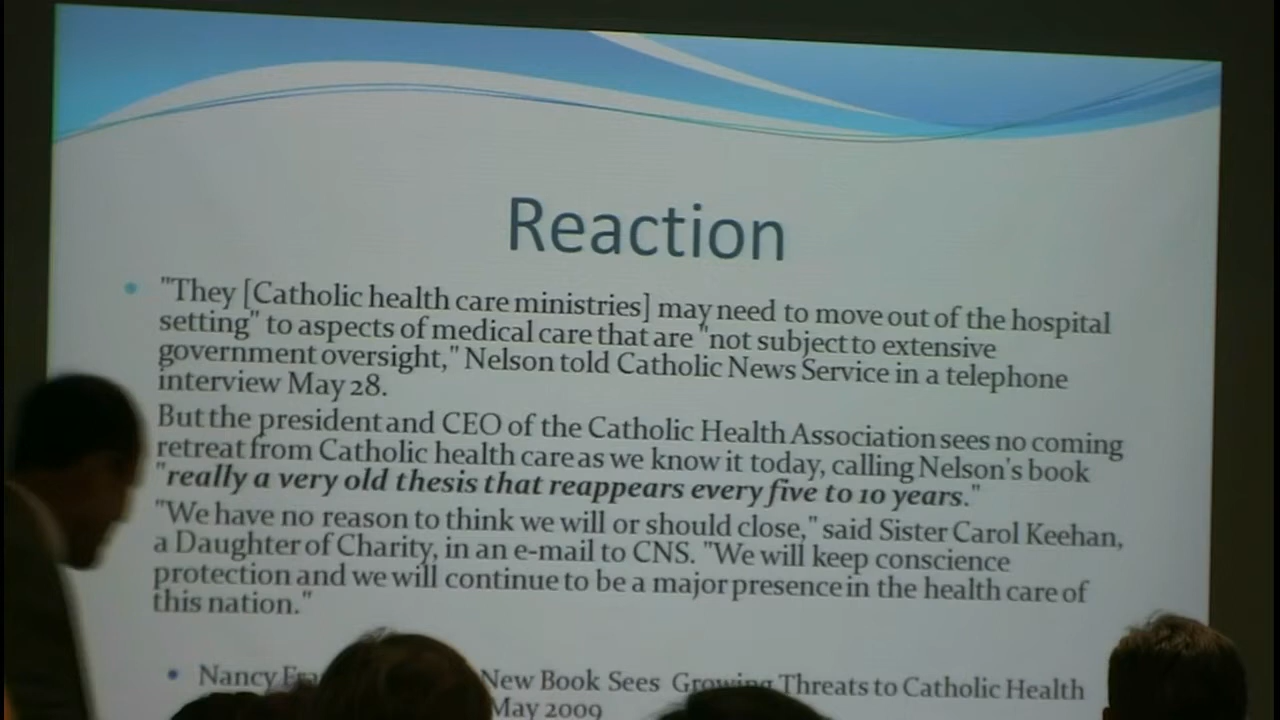 Reaction
"They [Catholic health care ministries] may need to move out of the hospital
setting" to aspects of medical care that are "not subject to extensive
government oversight," Nelson told Catholic News Service in a telephone
interview May 28.
But the president and CEO of the Catholic Health Association sees no coming
retreat from Catholic health care as we know it today, calling Nelson's book
"really a very old thesis that reappears every five to 10 years."
"We have no reason to think we will or should close," said Sister Carol Keehan,
a Daughter of Charity, in an e-mail to CNS. "We will keep conscience
protection and we will continue to be a major presence in the health care of
this nation."
Nancy New Book Sees Growing Threats to Catholic Health
May 2009